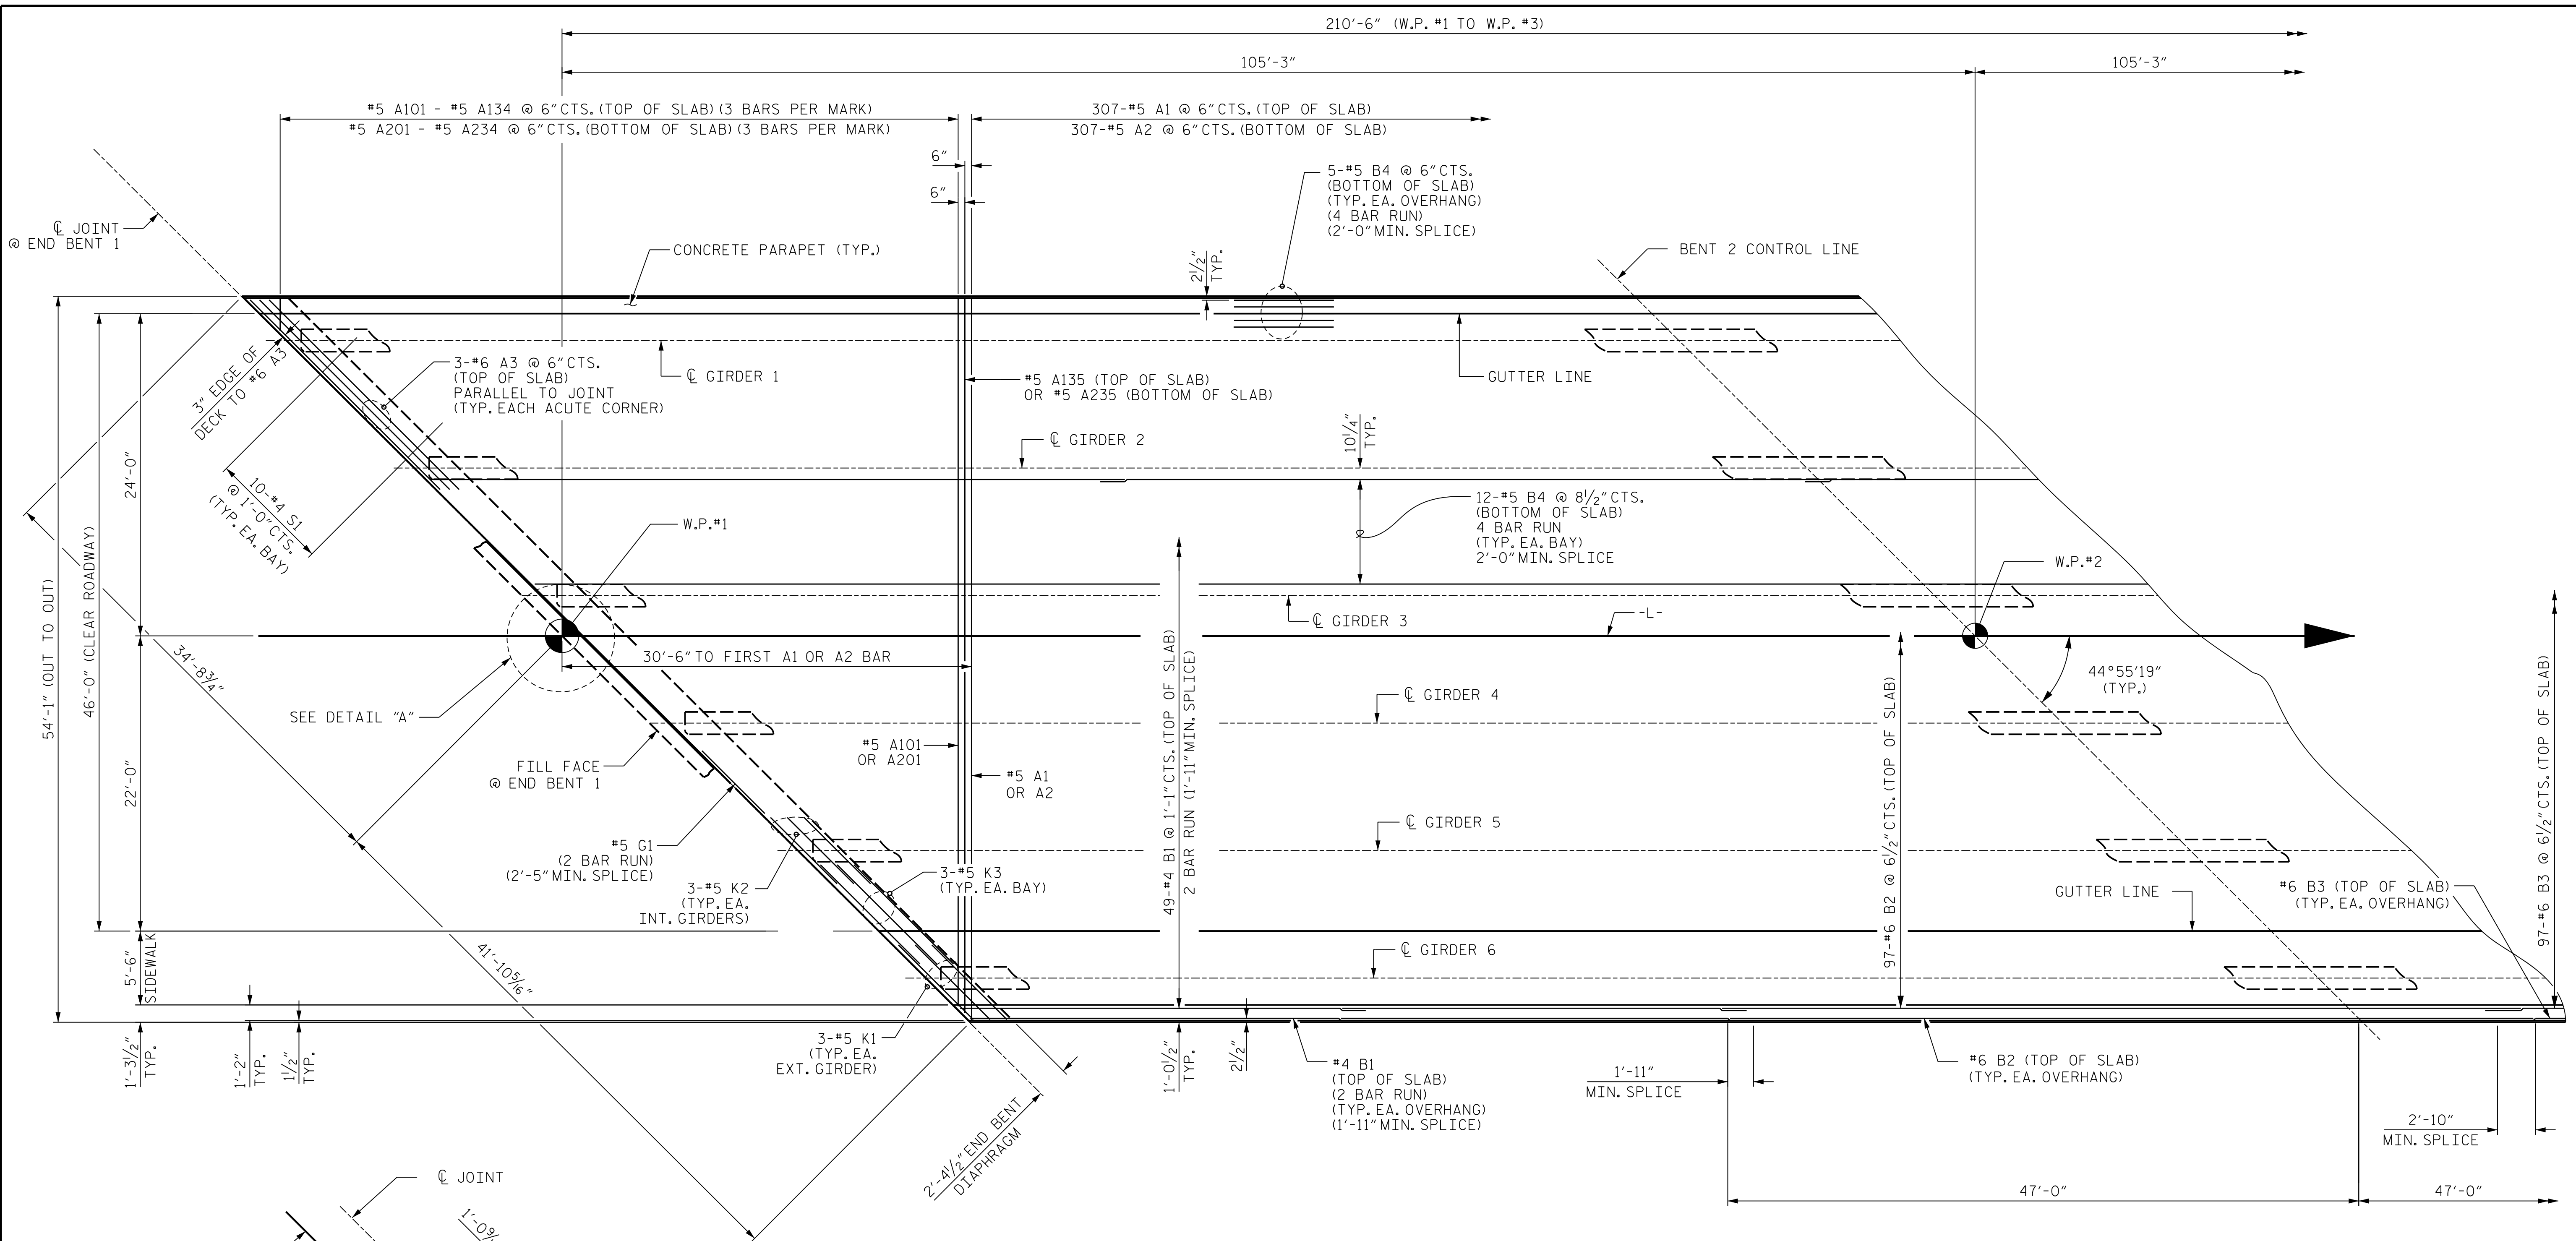 210'-6" (W.P. #1 TO W.P. #3)
105'-3"
105'-3"
#5 A101 - #5 A134 @ 6"CTS.(TOP OF SLAB)(3 BARS PER MARK)
#5 A201 - #5 A234 @ 6"CTS.(BOTTOM OF SLAB)(3 BARS PER MARK)
307-#5 A1 @ 6"CTS.(TOP OF SLAB)
307-#5 A2 @ 6"CTS.(BOTTOM OF SLAB)
6"
6"
5-#5 B4 @ 6"CTS.
(BOTTOM OF SLAB)
(TYP.EA.OVERHANG)
(4 BAR RUN)
(2'-0"MIN.SPLICE)
℄ JOINT
@ END BENT 1
CONCRETE PARAPET (TYP.)
2½"
TYP.
BENT 2 CONTROL LINE
3" EDGE OF
DECK TO #6 A3
3-#6 A3 @ 6"CTS.
(TOP OF SLAB)
PARALLEL TO JOINT
(TYP.EACH ACUTE CORNER)
℄ GIRDER 1
#5 A135 (TOP OF SLAB)
OR #5 A235 (BOTTOM OF SLAB)
GUTTER LINE
℄ GIRDER 2
10¼"
TYP.
10-#4 S1
@ 1'-0"CTS.
(TYP.EA.BAY)
12-#5 B4 @ 8½"CTS.
(BOTTOM OF SLAB)
4 BAR RUN
(TYP.EA.BAY)
2'-0"MIN.SPLICE
54'-1" (OUT TO OUT)
46'-0" (CLEAR ROADWAY)
24'-0"
22'-0"
5'-6"
SIDEWALK
W.P.#1
W.P.#2
℄ GIRDER 3
-L-
30'-6"TO FIRST A1 OR A2 BAR
34'-8¾"
SEE DETAIL "A"
44°55'19"
(TYP.)
℄ GIRDER 4
#5 A101
OR A201
FILL FACE
@ END BENT 1
#5 A1
OR A2
49-#4 B1 @ 1'-1"CTS.(TOP OF SLAB)
2 BAR RUN (1'-11"MIN.SPLICE)
97-#6 B2 @ 6½"CTS.(TOP OF SLAB)
97-#6 B3 @ 6½"CTS.(TOP OF SLAB)
℄ GIRDER 5
#5 G1
(2 BAR RUN)
(2'-5"MIN.SPLICE)
3-#5 K2
(TYP.EA.
INT.GIRDERS)
3-#5 K3
(TYP.EA.BAY)
GUTTER LINE
#6 B3 (TOP OF SLAB)
(TYP.EA.OVERHANG)
℄ GIRDER 6
41'-10⁵⁄₁₆"
1'-3½"
TYP.
1'-2"
TYP.
1½"
TYP.
3-#5 K1
(TYP.EA.
EXT.GIRDER)
1'-0½"
TYP.
2½"
#4 B1
(TOP OF SLAB)
(2 BAR RUN)
(TYP.EA.OVERHANG)
(1'-11"MIN.SPLICE)
1'-11"
MIN.SPLICE
#6 B2 (TOP OF SLAB)
(TYP.EA.OVERHANG)
2'-10"
MIN.SPLICE
2'-4½"END BENT
DIAPHRAGM
47'-0"
47'-0"
℄ JOINT